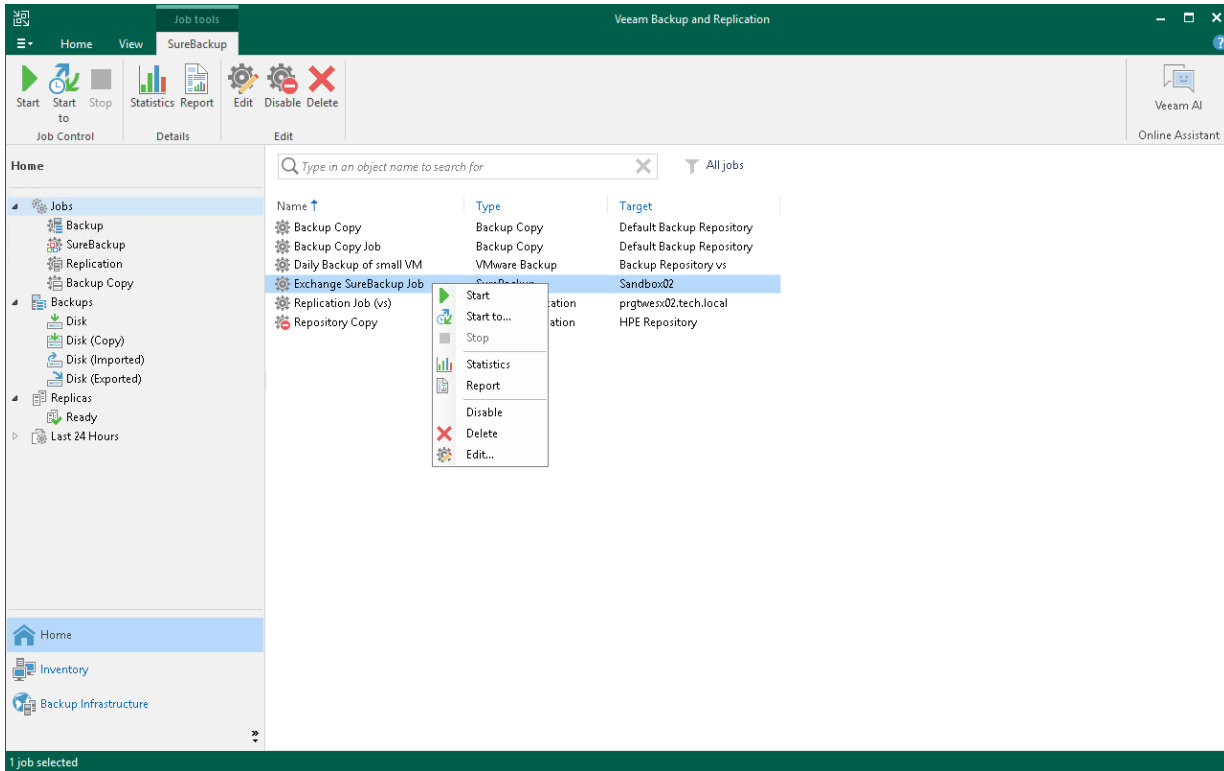 Job tools
Veeam Backup and Replication
Home View SureBackup
Start
Start to
Stop
Statistics
Report
Edit
Disable
Delete
Veeam AI
Job Control
Details
Edit
Online Assistant
Home
Type in an object name to search for
All jobs
Jobs
Backup
SureBackup
Replication
Backup Copy
Backups
Disk
Disk (Copy)
Disk (Imported)
Disk (Exported)
Replicas
Ready
Last 24 Hours
Name Type Target
Backup Copy Backup Copy Default Backup Repository
Backup Copy Job Backup Copy Default Backup Repository
Daily Backup of small VM VMware Backup Backup Repository vs
Exchange SureBackup Job SureBackup Sandbox02
Replication Job (vs) ation prgtwesx02.tech.local
Repository Copy ation HPE Repository
Start
Start to...
Stop
Statistics
Report
Disable
Delete
Edit...
Home
Inventory
Backup Infrastructure
1 job selected